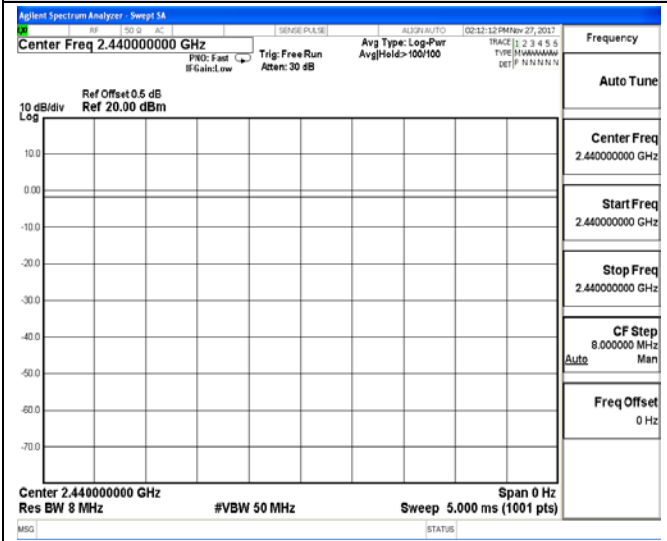 Agilent Spectrum Analyzer - Swept SA
RF 50 Ω AC SENSE:PULSE ALIGN AUTO 02:12:12 PM Nov 27, 2017
Center Freq 2.440000000 GHz
PNO: Fast
IFGain:Low
Trig: Free Run
Atten: 30 dB
Avg Type: Log-Pwr
Avg|Hold:>100/100
TRACE 1 2 3 4 5 6
TYPE MWWWWW
DET P N N N N N
Ref Offset 0.5 dB
10 dB/div Ref 20.00 dBm
Log
10.0
0.00
-10.0
-20.0
-30.0
-40.0
-50.0
-60.0
-70.0
Center 2.440000000 GHz Span 0 Hz
Res BW 8 MHz #VBW 50 MHz Sweep 5.000 ms (1001 pts)
MSG STATUS
Frequency
Auto Tune
Center Freq
2.440000000 GHz
Start Freq
2.440000000 GHz
Stop Freq
2.440000000 GHz
CF Step
8.000000 MHz
Auto Man
Freq Offset
0 Hz